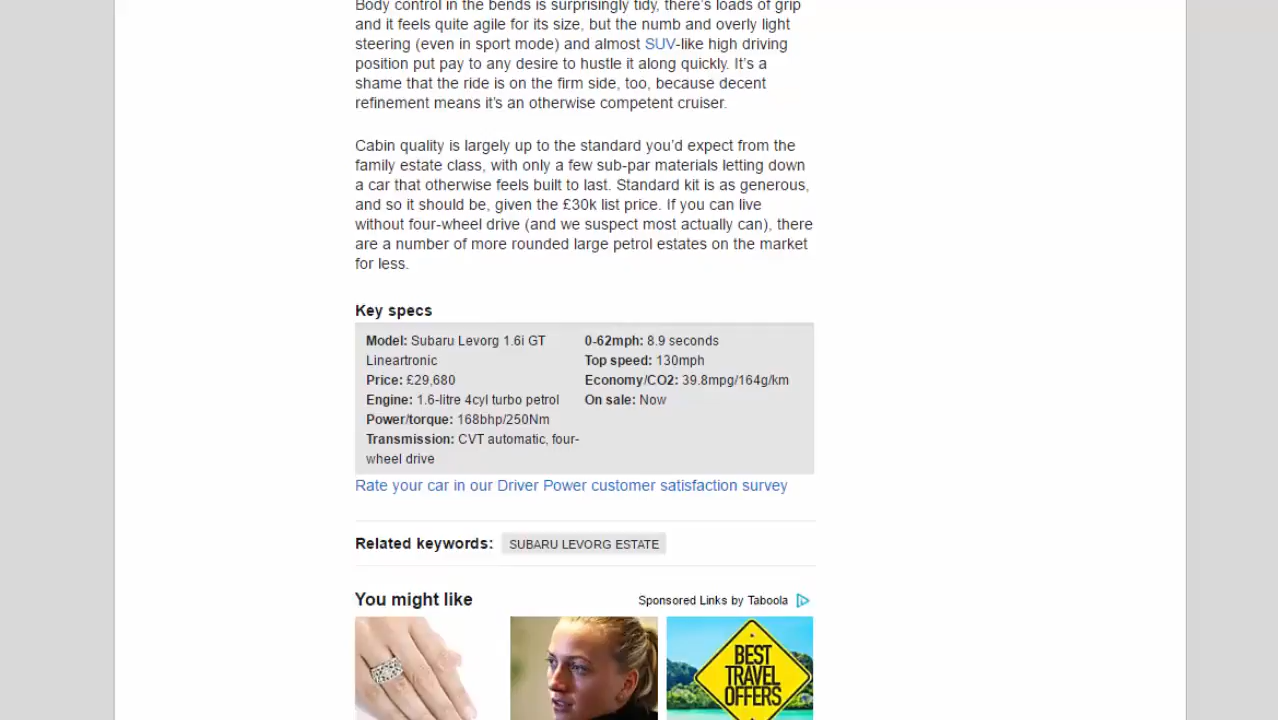 Body control in the bends is surprisingly tidy, there's loads of grip
and it feels quite agile for its size, but the numb and overly light
steering (even in sport mode) and almost SUV-like high driving
position put pay to any desire to hustle it along quickly. It's a
shame that the ride is on the firm side, too, because decent
refinement means it's an otherwise competent cruiser.
Cabin quality is largely up to the standard you'd expect from the
family estate class, with only a few sub-par materials letting down
a car that otherwise feels built to last. Standard kit is as generous,
and so it should be, given the £30k list price. If you can live
without four-wheel drive (and we suspect most actually can), there
are a number of more rounded large petrol estates on the market
for less.
Key specs
Model: Subaru Levorg 1.6i GT
Lineartronic
Price: £29,680
Engine: 1.6-litre 4cyl turbo petrol
Power/torque: 168bhp/250Nm
Transmission: CVT automatic, four-
wheel drive
0-62mph: 8.9 seconds
Top speed: 130mph
Economy/CO2: 39.8mpg/164g/km
On sale: Now
Rate your car in our Driver Power customer satisfaction survey
Related keywords: SUBARU LEVORG ESTATE
You might like
Sponsored Links by Taboola
BEST
TRAVEL
OFFERS